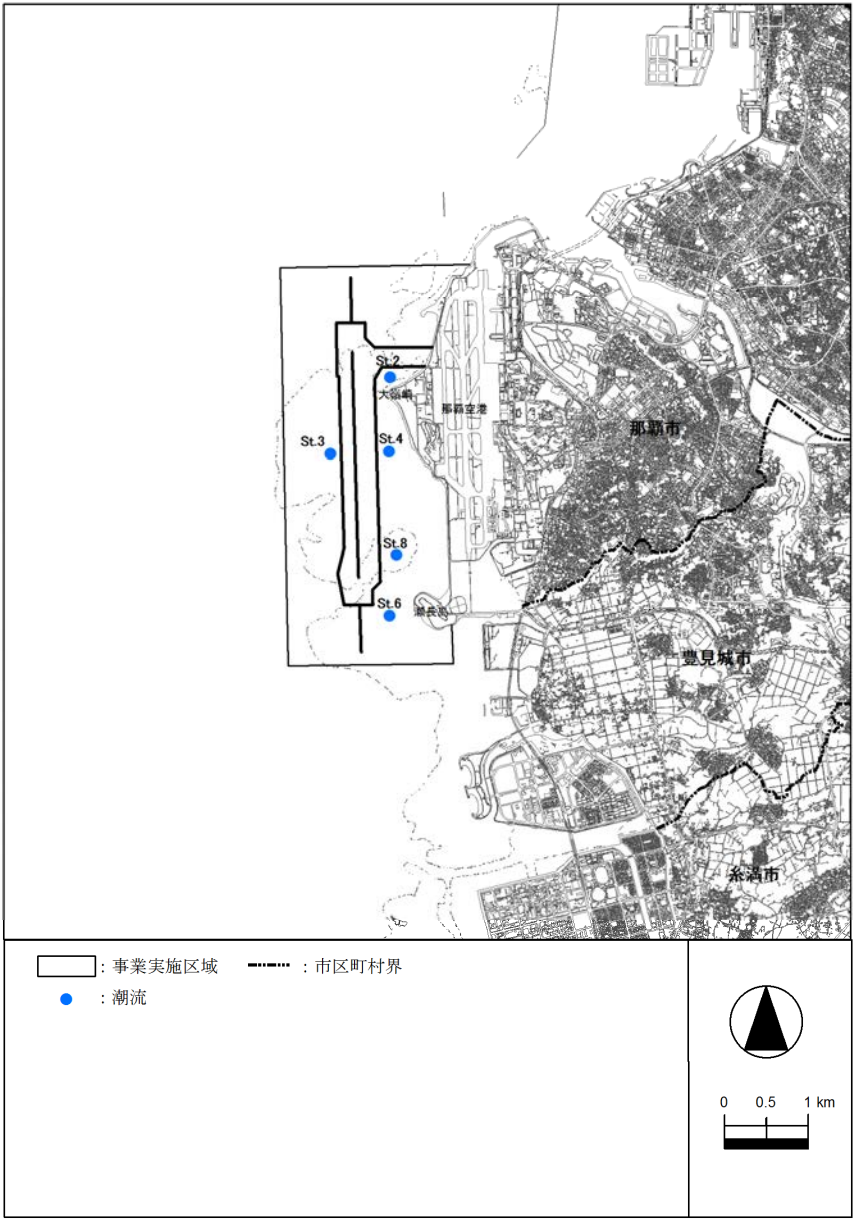 St.2
大嶺崎
那覇空港
那覇市
St.3
St.4
St.8
St.6
瀬長島
豊見城市
糸満市
：事業実施区域
：市区町村界
：潮流
0 0.5 1 km